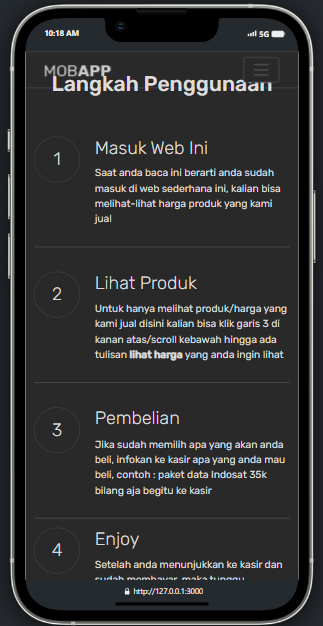 10:18 AM
5G
MOBAPP
Langkah Penggunaan
1
Masuk Web Ini
Saat anda baca ini berarti anda sudah
masuk di web sederhana ini, kalian bisa
melihat-lihat harga produk yang kami
jual
2
Lihat Produk
Untuk hanya melihat produk/harga yang
kami jual disini kalian bisa klik garis 3 di
kanan atas/scroll kebawah hingga ada
tulisan lihat harga yang anda ingin lihat
3
Pembelian
Jika sudah memilih apa yang akan anda
beli, infokan ke kasir apa yang anda mau
beli, contoh : paket data Indosat 35k
bilang aja begitu ke kasir
4
Enjoy
Setelah anda menunjukkan ke kasir dan
sudah membayar, maka tunggu
http://127.0.0.1:3000